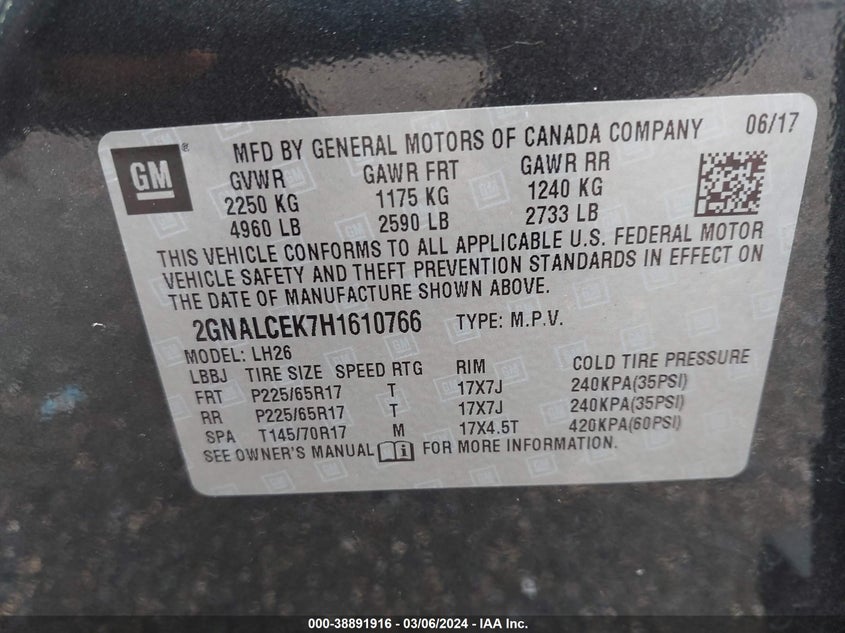 MFD BY GENERAL MOTORS OF CANADA COMPANY 06/17
GM ®
GVWR GAWR FRT GAWR RR
2250 KG 1175 KG 1240 KG
4960 LB 2590 LB 2733 LB
THIS VEHICLE CONFORMS TO ALL APPLICABLE U.S. FEDERAL MOTOR
VEHICLE SAFETY AND THEFT PREVENTION STANDARDS IN EFFECT ON
THE DATE OF MANUFACTURE SHOWN ABOVE.
2GNALCEK7H1610766 TYPE: M.P.V.
MODEL: LH26
LBBJ TIRE SIZE SPEED RTG RIM COLD TIRE PRESSURE
FRT P225/65R17 T 17X7J 240KPA(35PSI)
RR P225/65R17 T 17X7J 240KPA(35PSI)
SPA T145/70R17 M 17X4.5T 420KPA(60PSI)
SEE OWNER'S MANUAL FOR MORE INFORMATION.
000-38891916 - 03/06/2024 - IAA Inc.